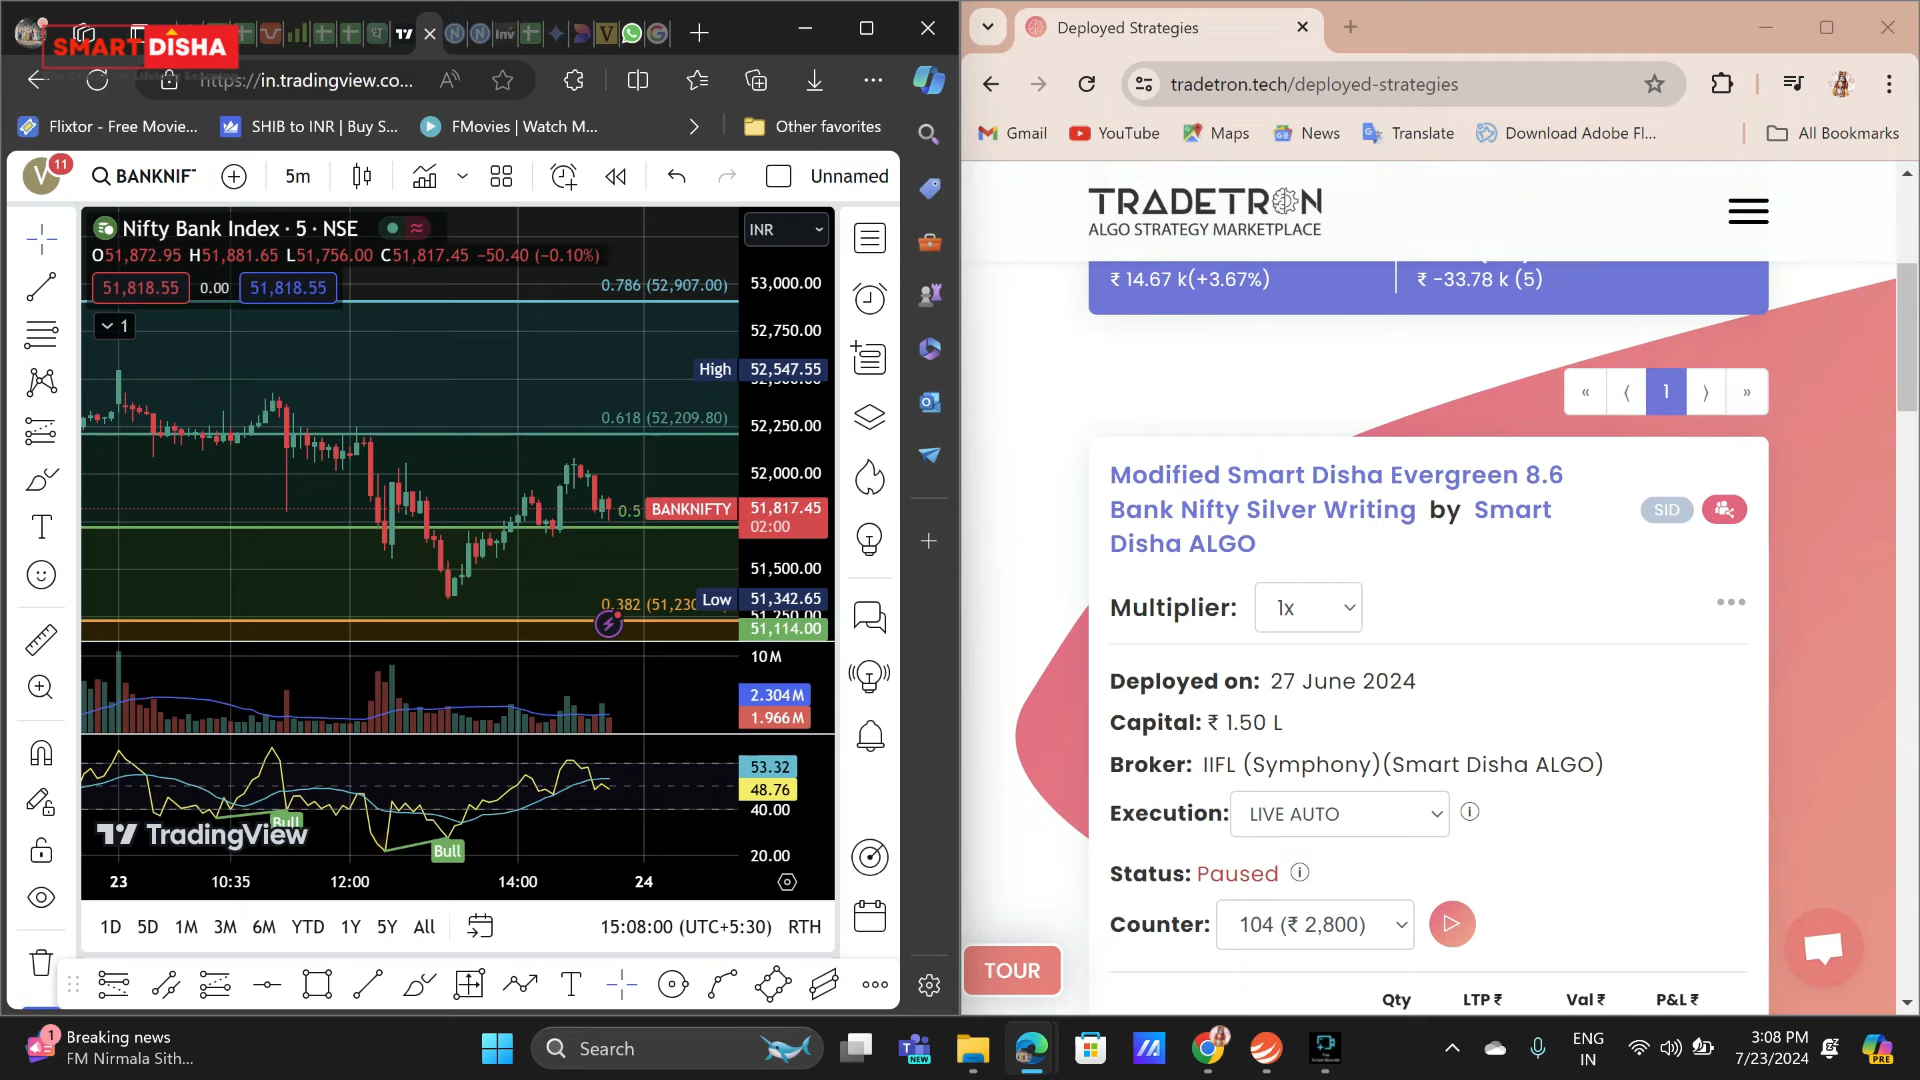 SMART DISHA
https://in.tradingview.co...
Flixtor - Free Movie...
SHIB to INR | Buy S...
FMovies | Watch M...
Other favorites
V
11
BANKNIF
5m
Unnamed
Nifty Bank Index · 5 · NSE
O51,872.95 H51,881.65 L51,756.00 C51,817.45 −50.40 (−0.10%)
51,818.55
0.00
51,818.55
1
INR
0.786 (52,907.00)
53,000.00
52,750.00
High 52,547.55
0.618 (52,209.80)
52,250.00
52,000.00
0.5
BANKNIFTY 51,817.45
02:00
51,500.00
Low 51,342.65
0.382 (51,230
51,250.00
51,114.00
10M
2.304M
1.966M
53.32
48.76
40.00
20.00
Bull
Bull
TradingView
23 10:35 12:00 14:00 24
1D 5D 1M 3M 6M YTD 1Y 5Y All
15:08:00 (UTC+5:30) RTH
Deployed Strategies
tradetron.tech/deployed-strategies
Gmail
YouTube
Maps
News
Translate
Download Adobe Fl...
All Bookmarks
TRADETRON
ALGO STRATEGY MARKETPLACE
₹ 14.67 k(+3.67%)
₹ -33.78 k (5)
« ⟨ 1 ⟩ »
Modified Smart Disha Evergreen 8.6
Bank Nifty Silver Writing by Smart
Disha ALGO
SID
Multiplier: 1x
Deployed on: 27 June 2024
Capital: ₹ 1.50 L
Broker: IIFL (Symphony)(Smart Disha ALGO)
Execution: LIVE AUTO
Status: Paused
Counter: 104 (₹ 2,800)
TOUR
Qty LTP ₹ Val ₹ P&L ₹
1
Breaking news
FM Nirmala Sith...
Search
NEW
ENG
IN
3:08 PM
7/23/2024
PRE